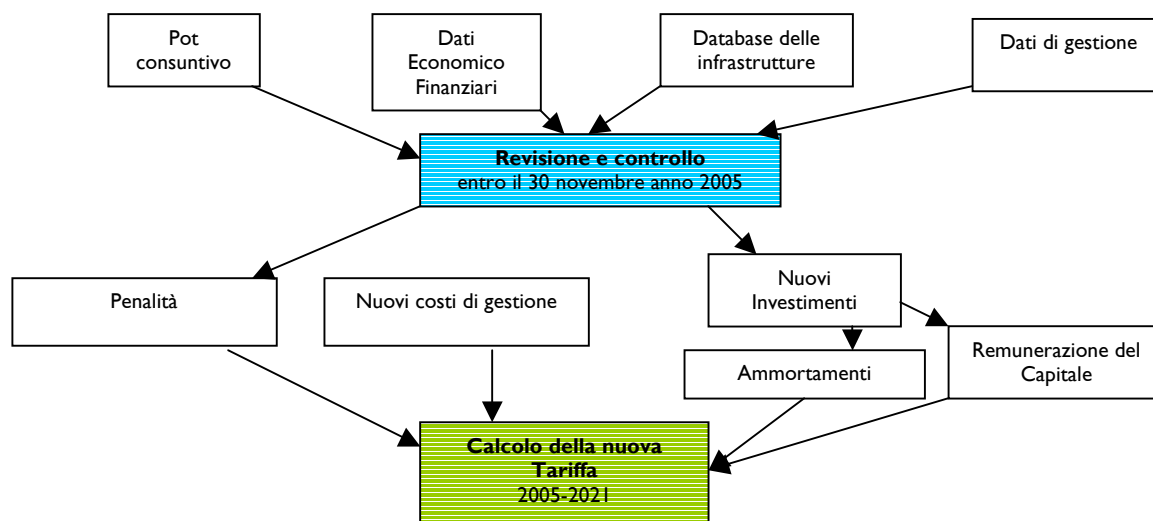 Pot
consuntivo
Dati
Economico
Finanziari
Database delle
infrastrutture
Dati di gestione
Revisione e controllo
entro il 30 novembre anno 2005
Penalità
Nuovi costi di gestione
Nuovi
Investimenti
Ammortamenti
Remunerazione del
Capitale
Calcolo della nuova
Tariffa
2005-2021